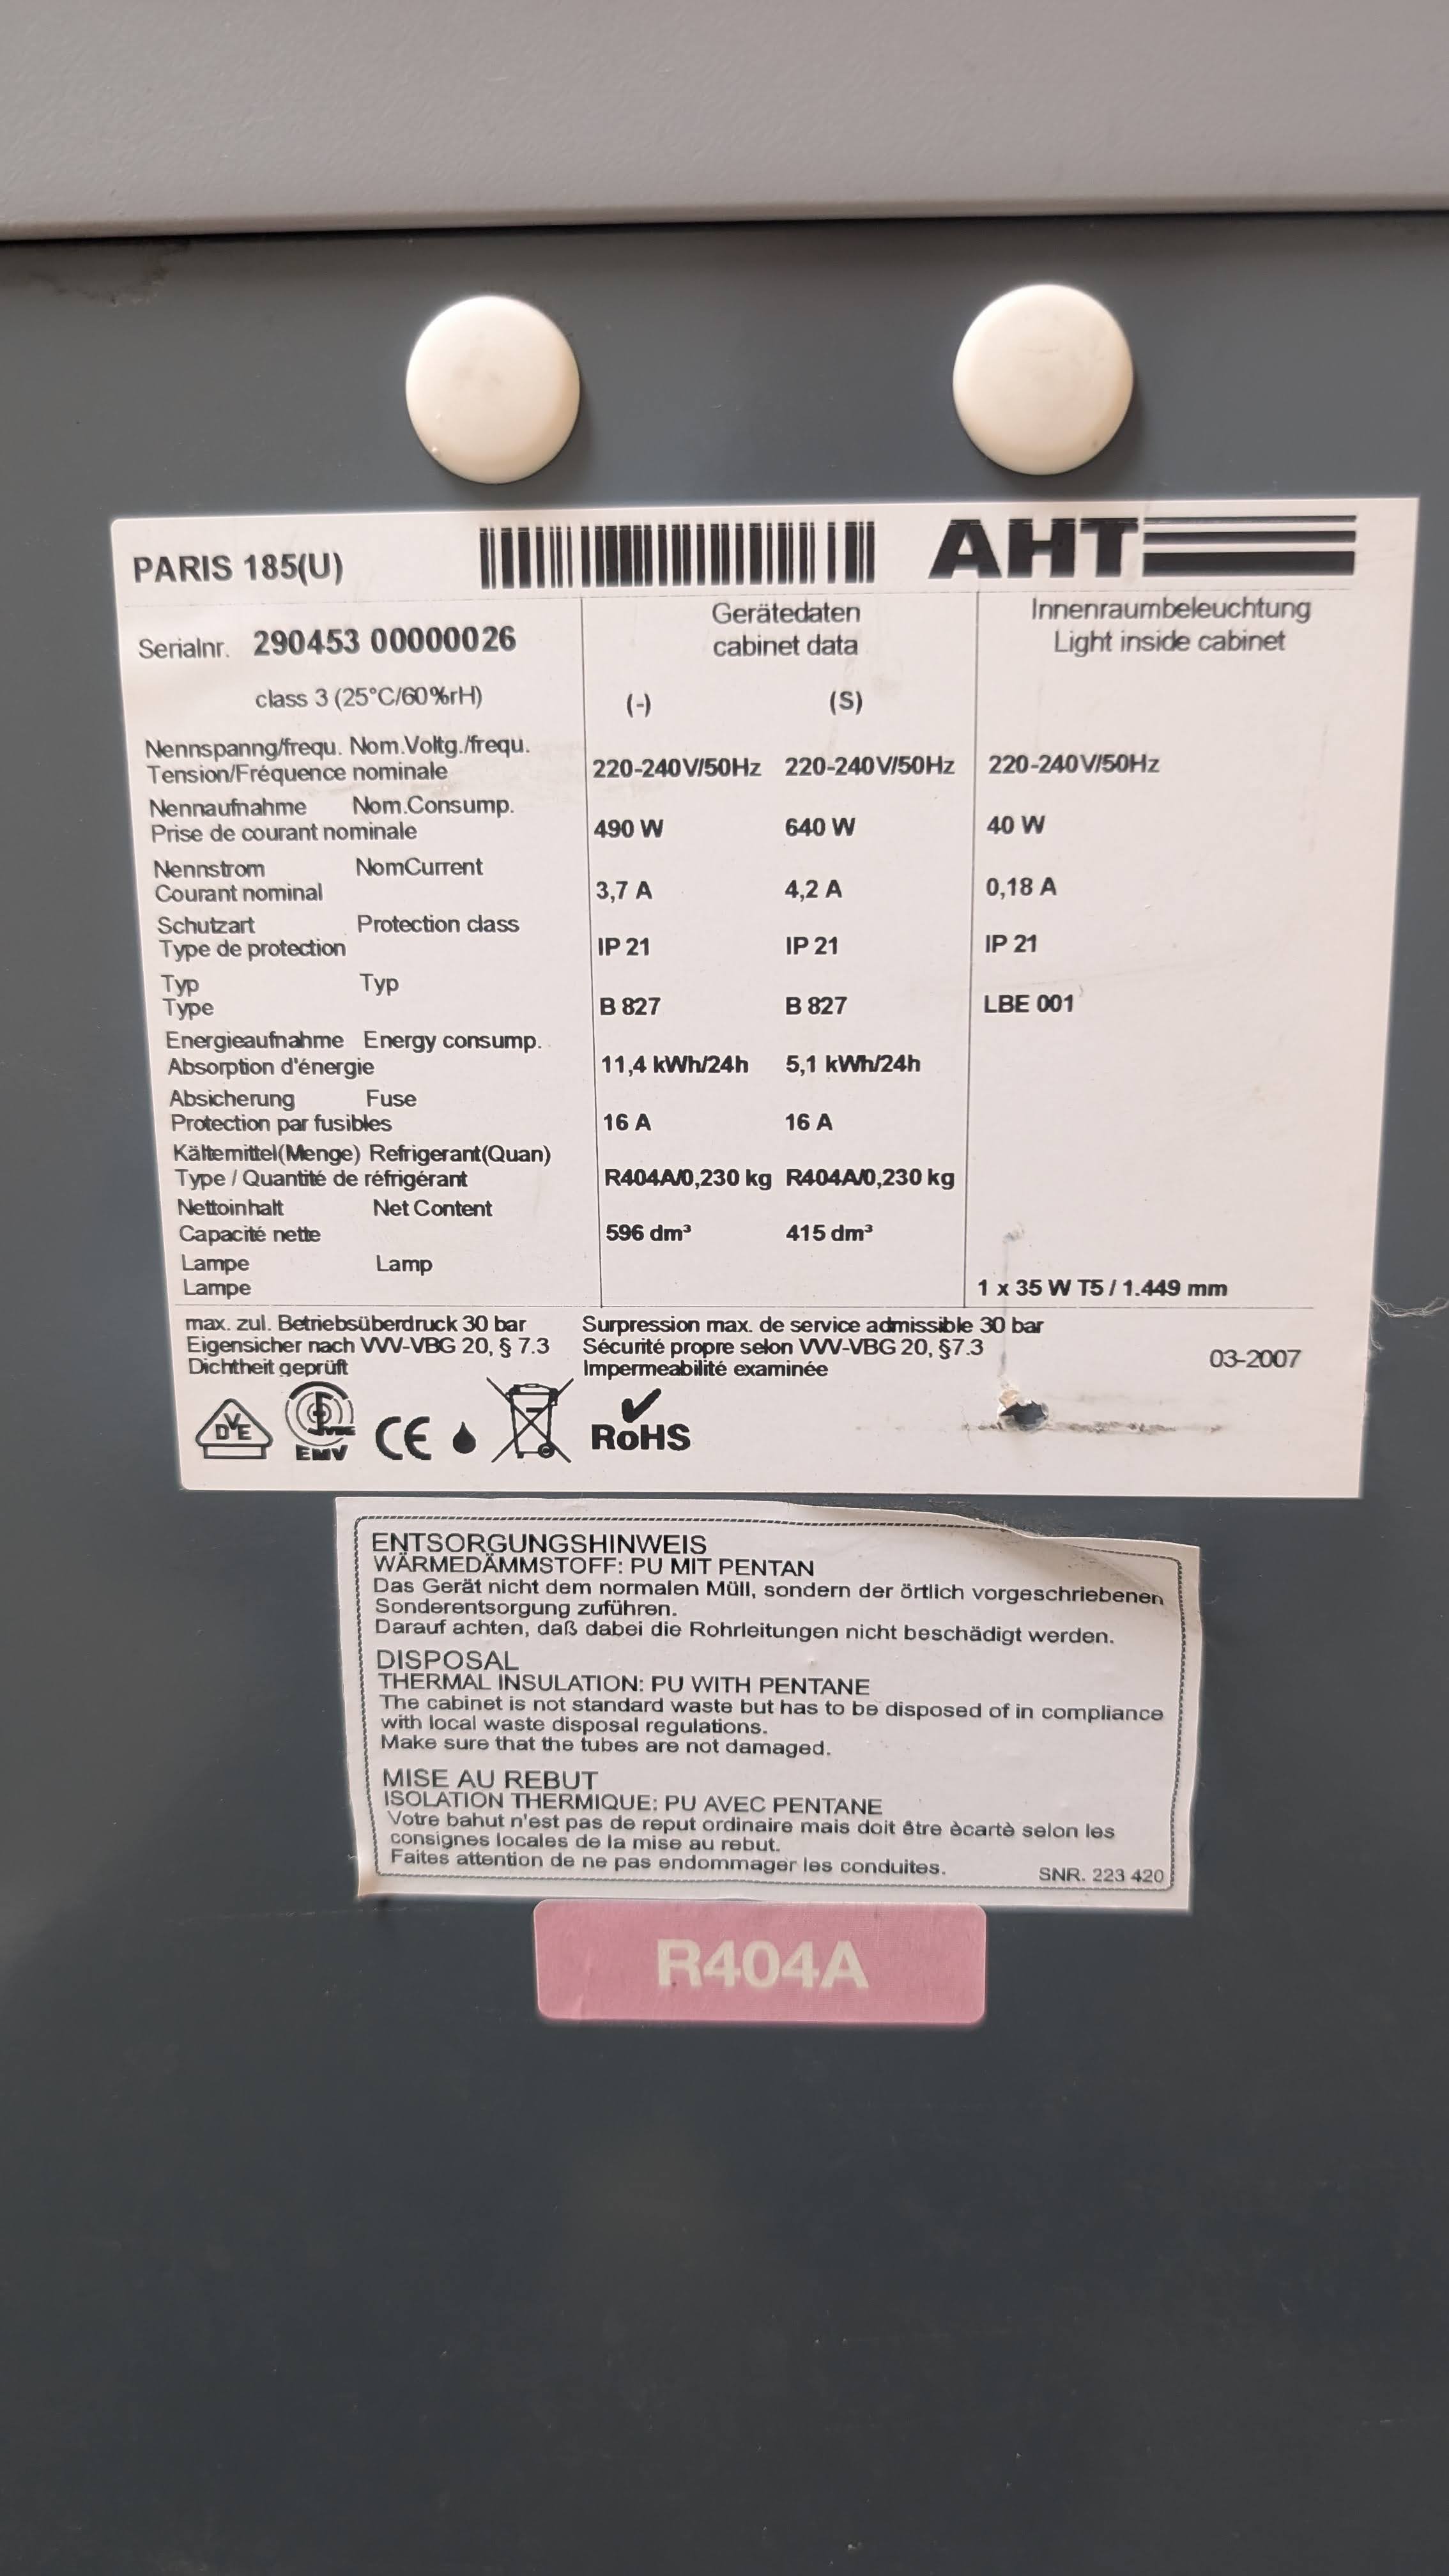 PARIS 185(U)
AHT
Serialnr. 290453 00000026
Gerätedaten
cabinet data
Innenraumbeleuchtung
Light inside cabinet
class 3 (25°C/60%rH)
(-) (S)
Nennspanng/frequ. Nom.Voltg./frequ.
Tension/Fréquence nominale
220-240V/50Hz 220-240V/50Hz 220-240V/50Hz
Nennaufnahme Nom.Consump.
Prise de courant nominale
490 W 640 W 40 W
Nennstrom NomCurrent
Courant nominal
3,7 A 4,2 A 0,18 A
Schutzart Protection class
Type de protection
IP 21 IP 21 IP 21
Typ Typ
Type
B 827 B 827 LBE 001
Energieaufnahme Energy consump.
Absorption d'énergie
11,4 kWh/24h 5,1 kWh/24h
Absicherung Fuse
Protection par fusibles
16 A 16 A
Kältemittel(Menge) Refrigerant(Quan)
Type / Quantité de réfrigérant
R404A/0,230 kg R404A/0,230 kg
Nettoinhalt Net Content
Capacité nette
596 dm³ 415 dm³
Lampe Lamp
Lampe
1 x 35 W T5 / 1.449 mm
max. zul. Betriebsüberdruck 30 bar Surpression max. de service admissible 30 bar
Eigensicher nach VVV-VBG 20, § 7.3 Sécurité propre selon VVV-VBG 20, §7.3
Dichtheit geprüft Impermeabilité examinée
03-2007
DVE
EMV
CE
RoHS
ENTSORGUNGSHINWEIS
WÄRMEDÄMMSTOFF: PU MIT PENTAN
Das Gerät nicht dem normalen Müll, sondern der örtlich vorgeschriebenen
Sonderentsorgung zuführen.
Darauf achten, daß dabei die Rohrleitungen nicht beschädigt werden.
DISPOSAL
THERMAL INSULATION: PU WITH PENTANE
The cabinet is not standard waste but has to be disposed of in compliance
with local waste disposal regulations.
Make sure that the tubes are not damaged.
MISE AU REBUT
ISOLATION THERMIQUE: PU AVEC PENTANE
Votre bahut n'est pas de reput ordinaire mais doit être ècartè selon les
consignes locales de la mise au rebut.
Faites attention de ne pas endommager les conduites.
SNR. 223 420
R404A